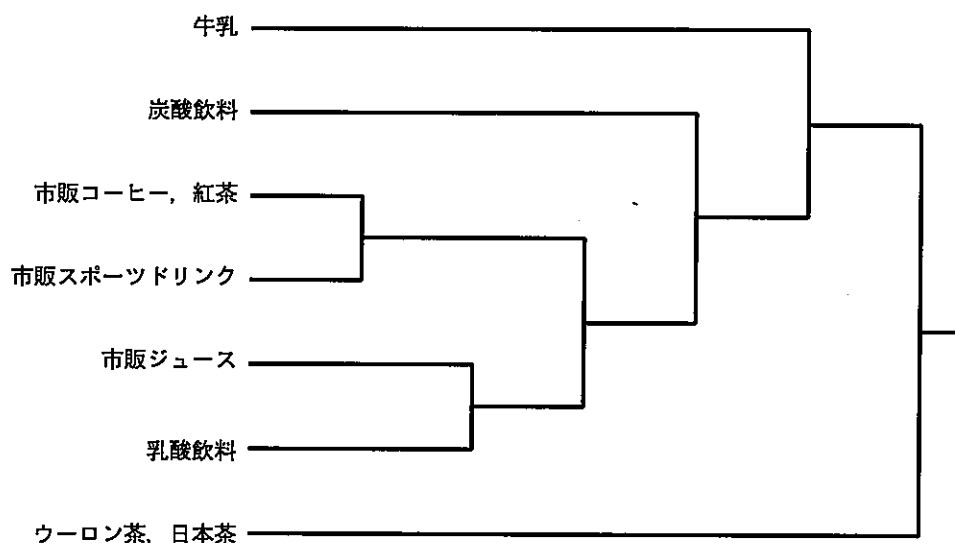 牛乳
炭酸飲料
市販コーヒー，紅茶
市販スポーツドリンク
市販ジュース
乳酸飲料
ウーロン茶，日本茶